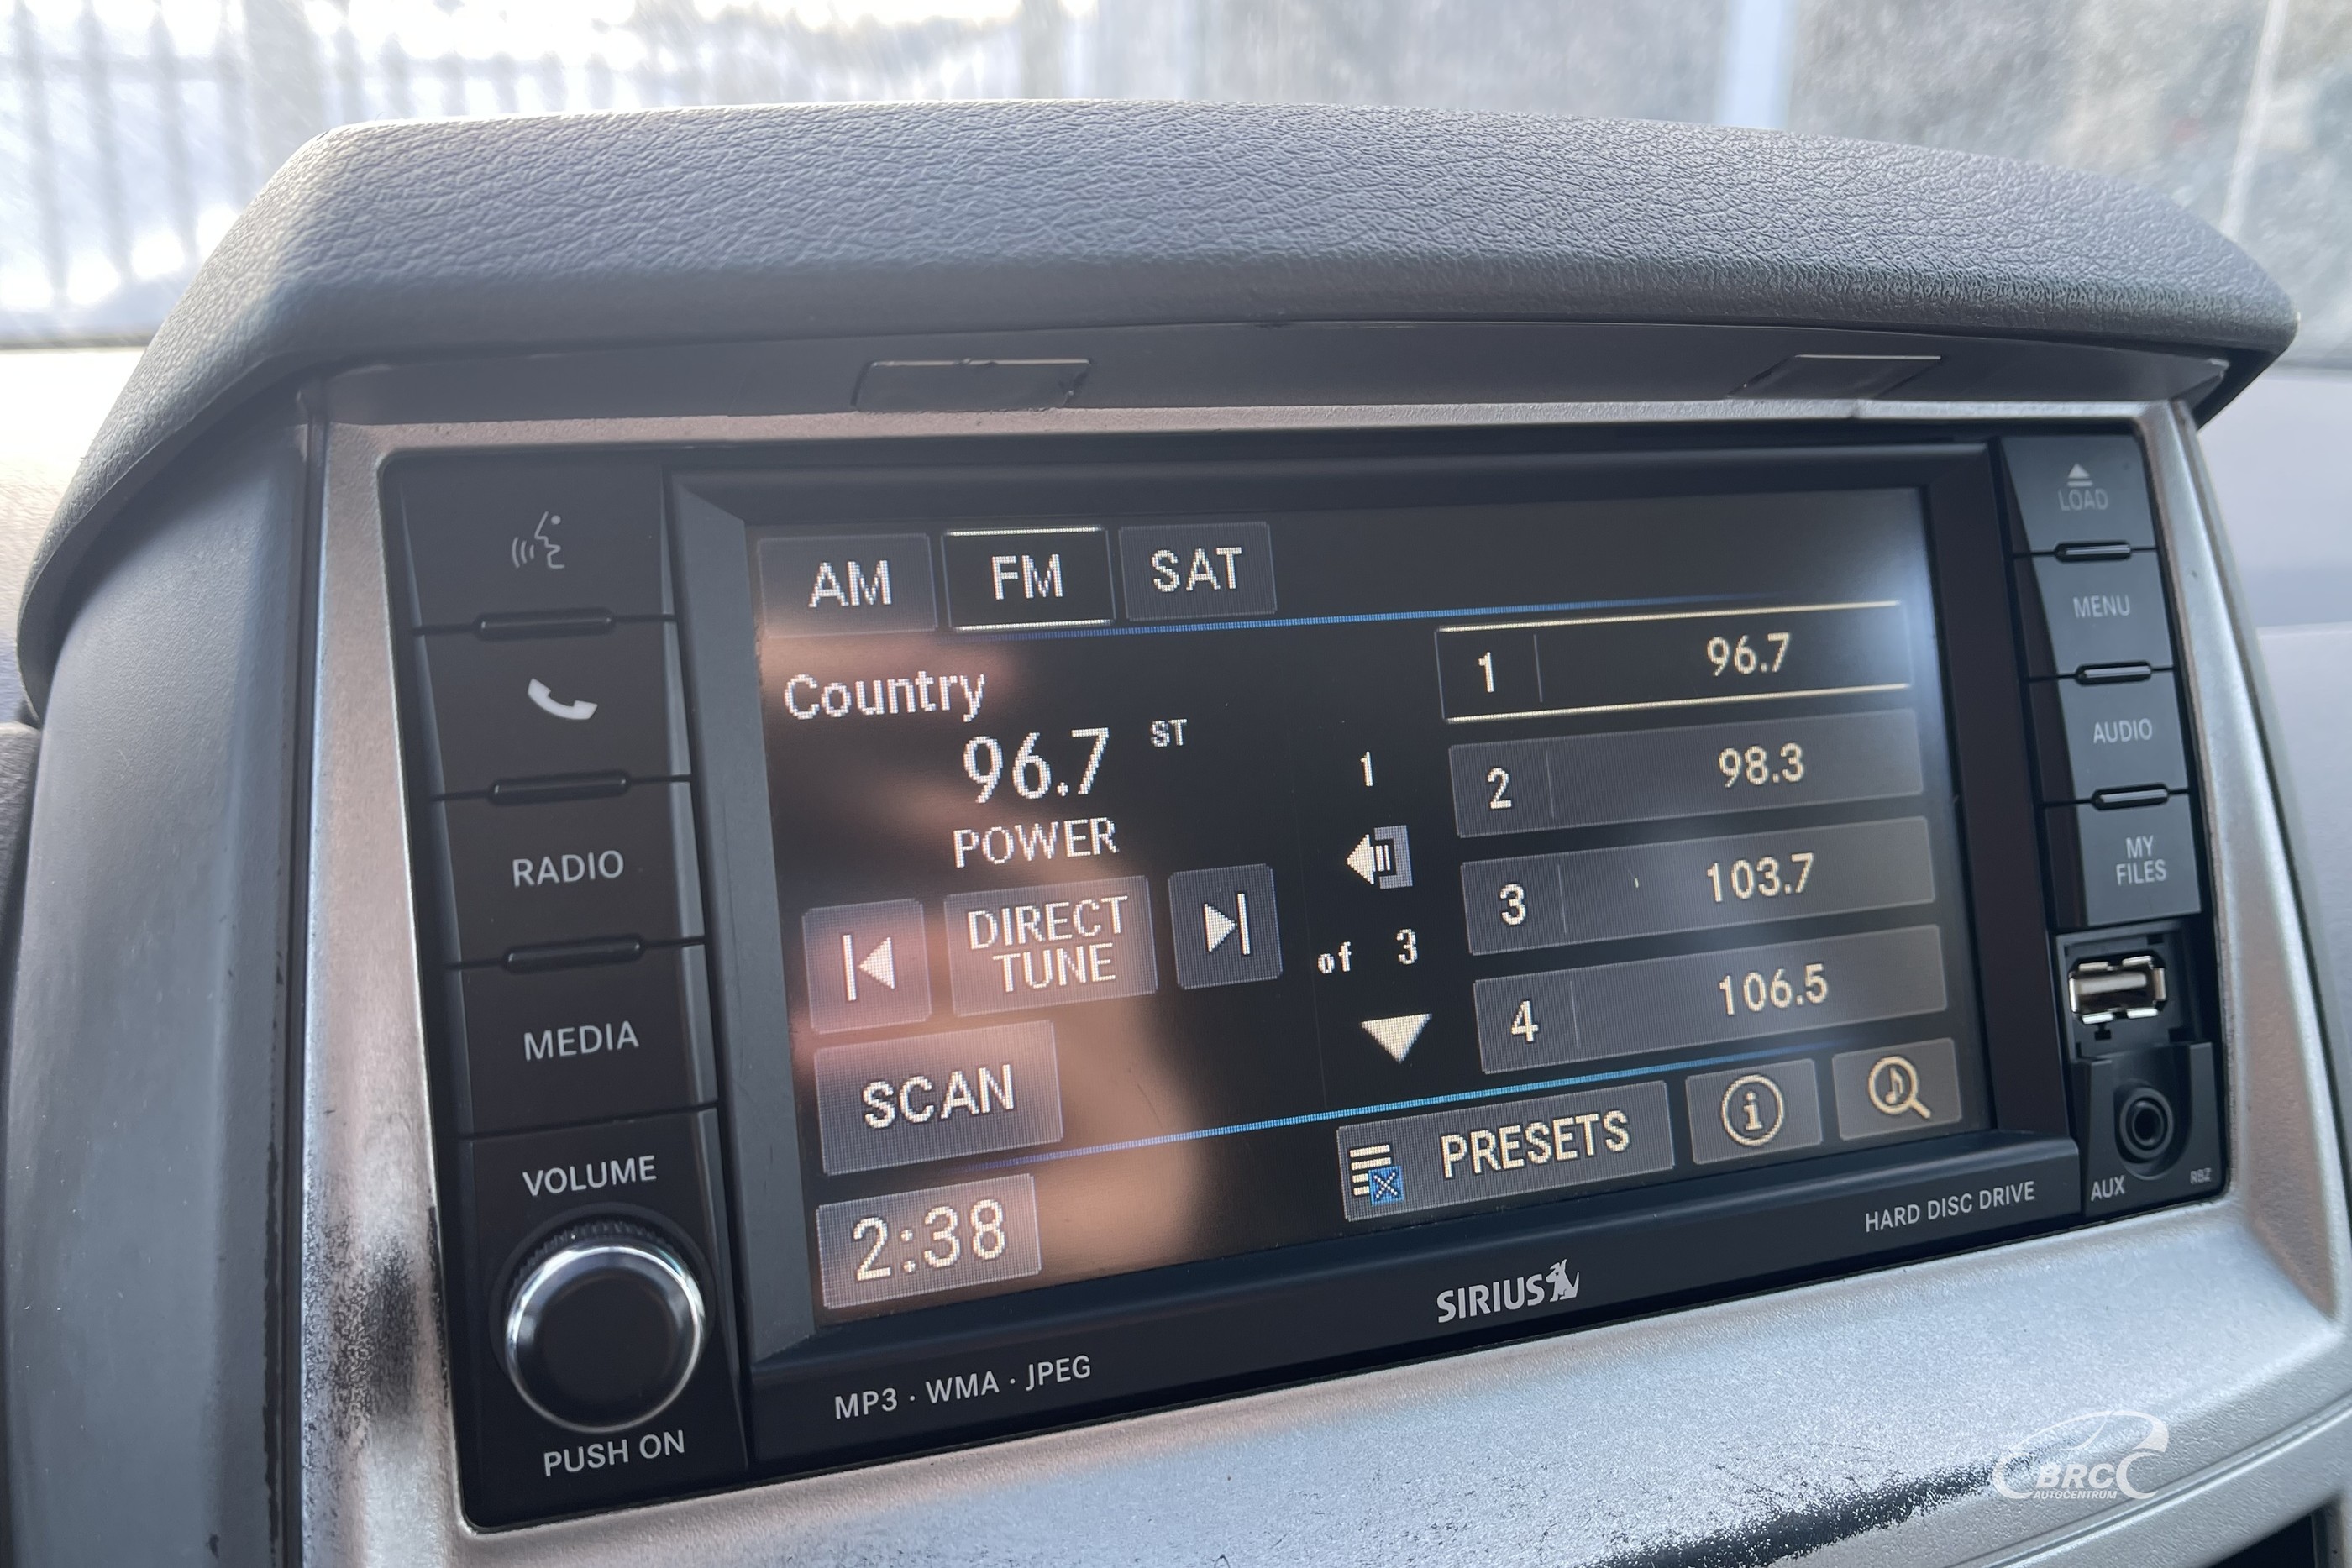 AM FM SAT
Country
96.7 ST
POWER
DIRECT
TUNE
SCAN
2:38
1
of 3
1 96.7
2 98.3
3 103.7
4 106.5
PRESETS
RADIO
MEDIA
VOLUME
PUSH ON
LOAD
MENU
AUDIO
MY
FILES
AUX
RBZ
HARD DISC DRIVE
SIRIUS
MP3 · WMA · JPEG
BRC
AUTOCENTRUM